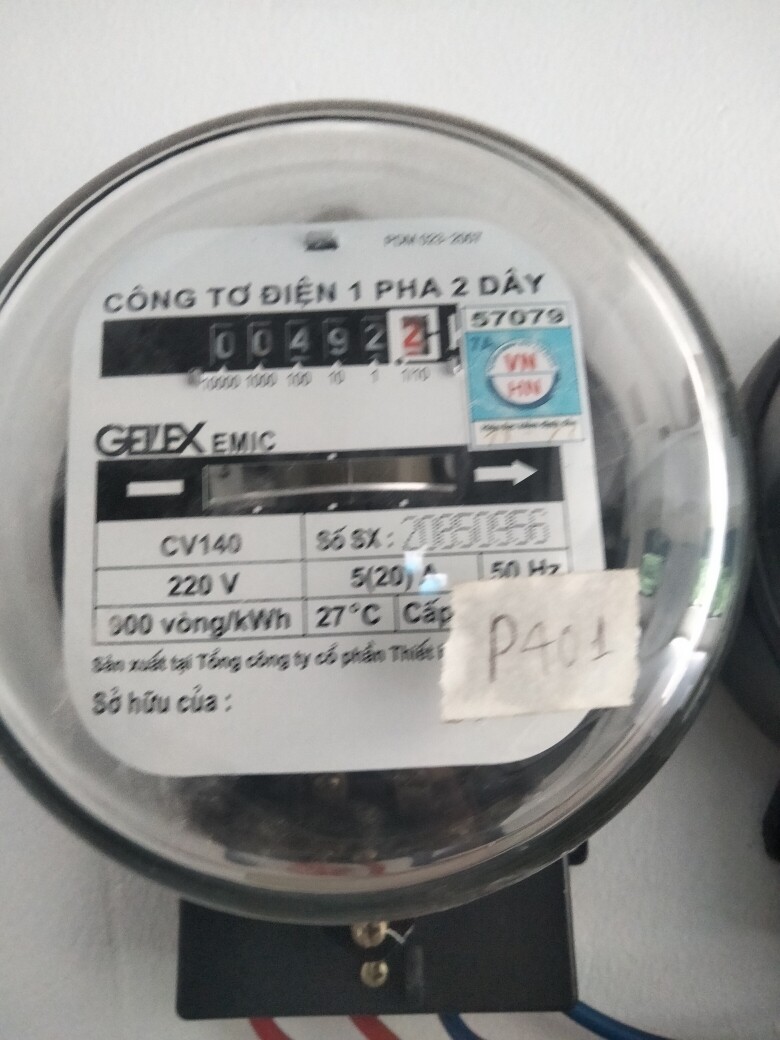 PDM 023-2007
CÔNG TƠ ĐIỆN 1 PHA 2 DÂY
0 0 4 9 2 2
10000 1000 100 10 1 1/10
57079
VN
HN
GELEX EMIC
CV140
Số SX :
220 V
5(20) A
50 Hz
900 vòng/kWh
27°C
Cấp
Sản xuất tại Tổng công ty cổ phần Thiết
Sở hữu của :
P401